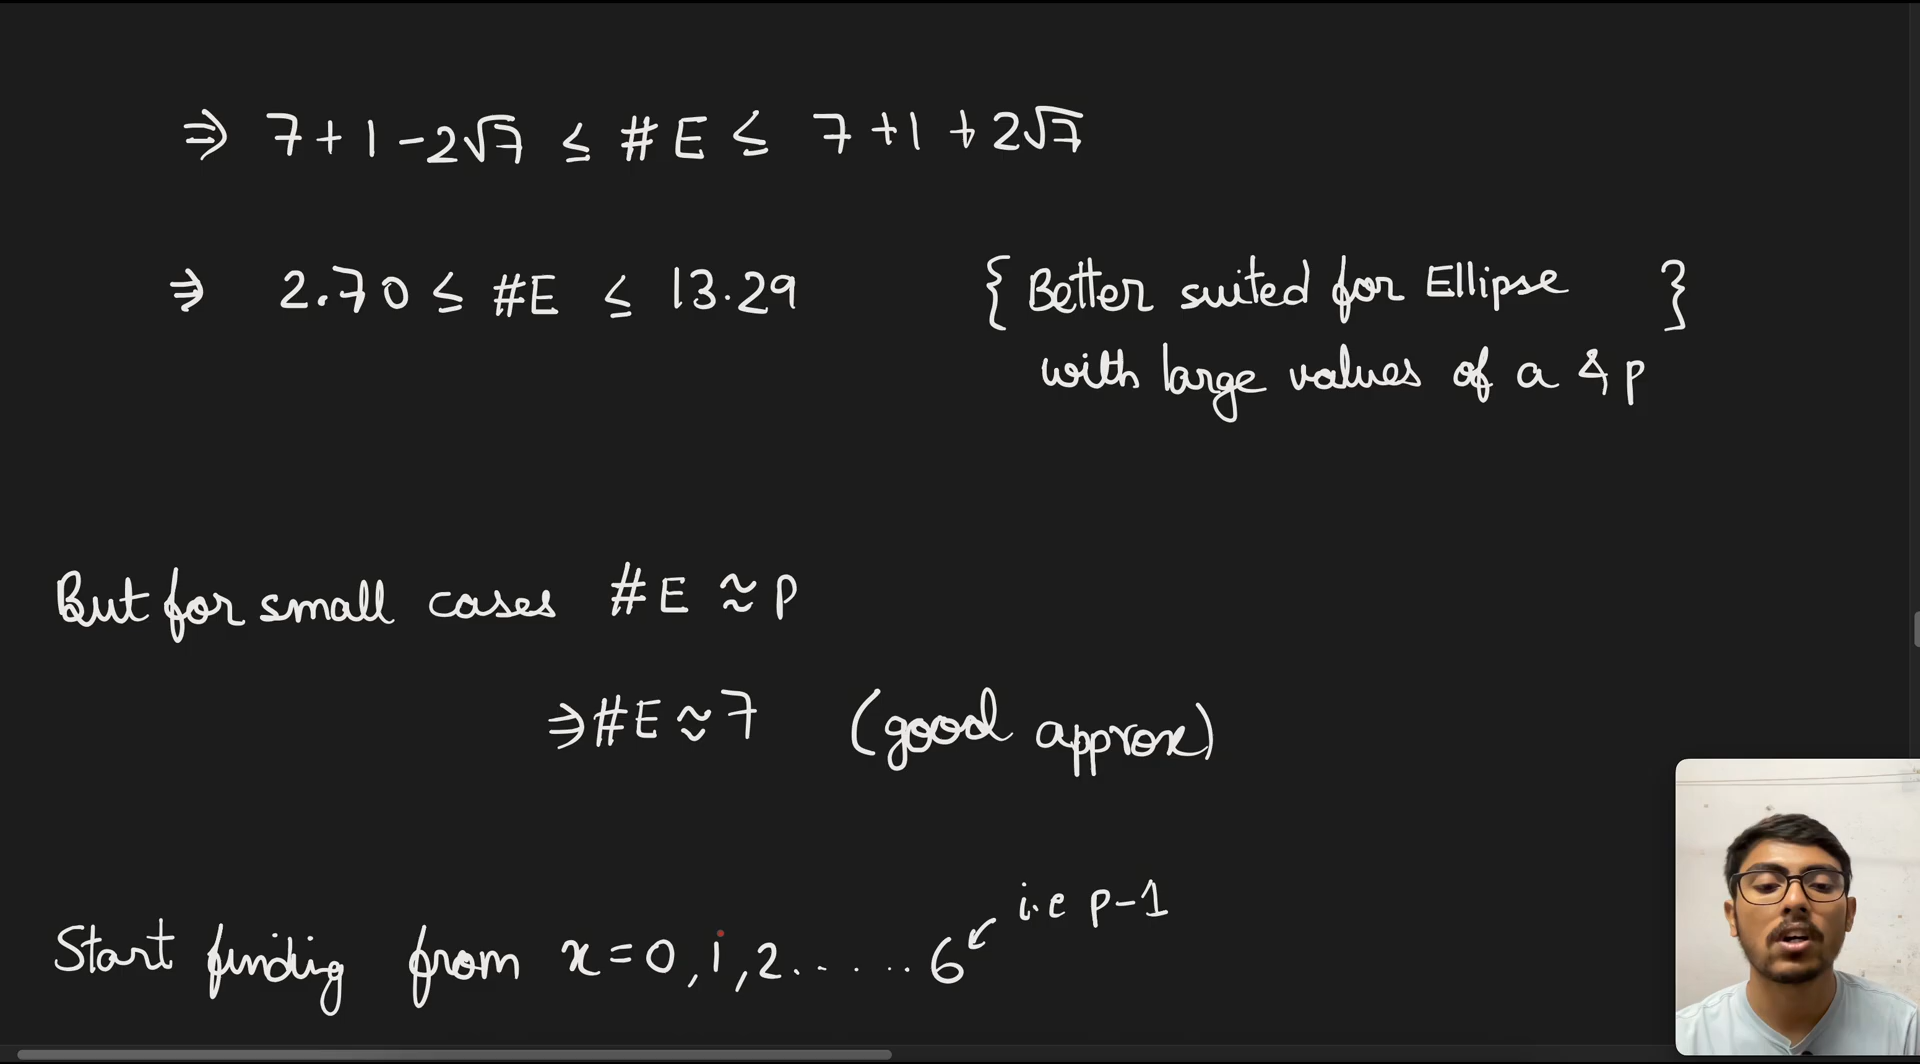 ⇒ 7 + 1 - 2√7 ≤ #E ≤ 7 + 1 + 2√7
⇒ 2.70 ≤ #E ≤ 13.29 { Better suited for Ellipse }
with large values of a & p
But for small cases #E ≈ p
⇒ #E ≈ 7 (good approx)
i.e p-1
Start finding from x = 0, 1, 2 . . . . . . 6